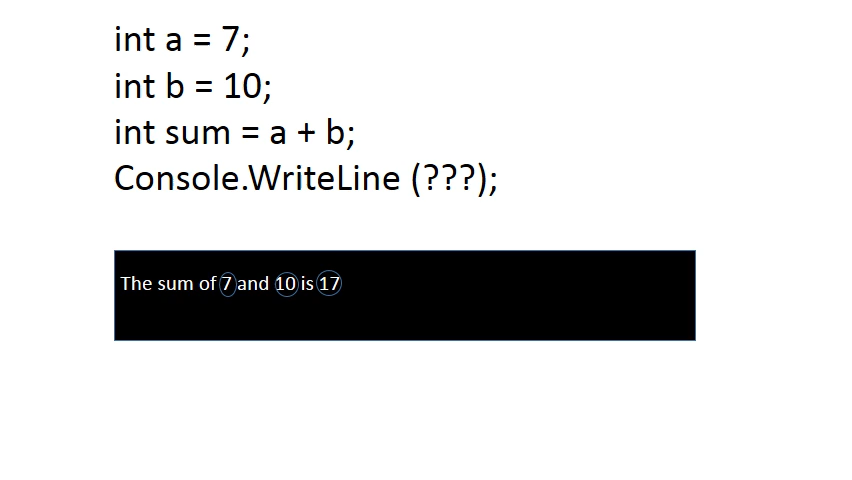 int a = 7;
int b = 10;
int sum = a + b;
Console.WriteLine (???);
The sum of 7 and 10 is 17